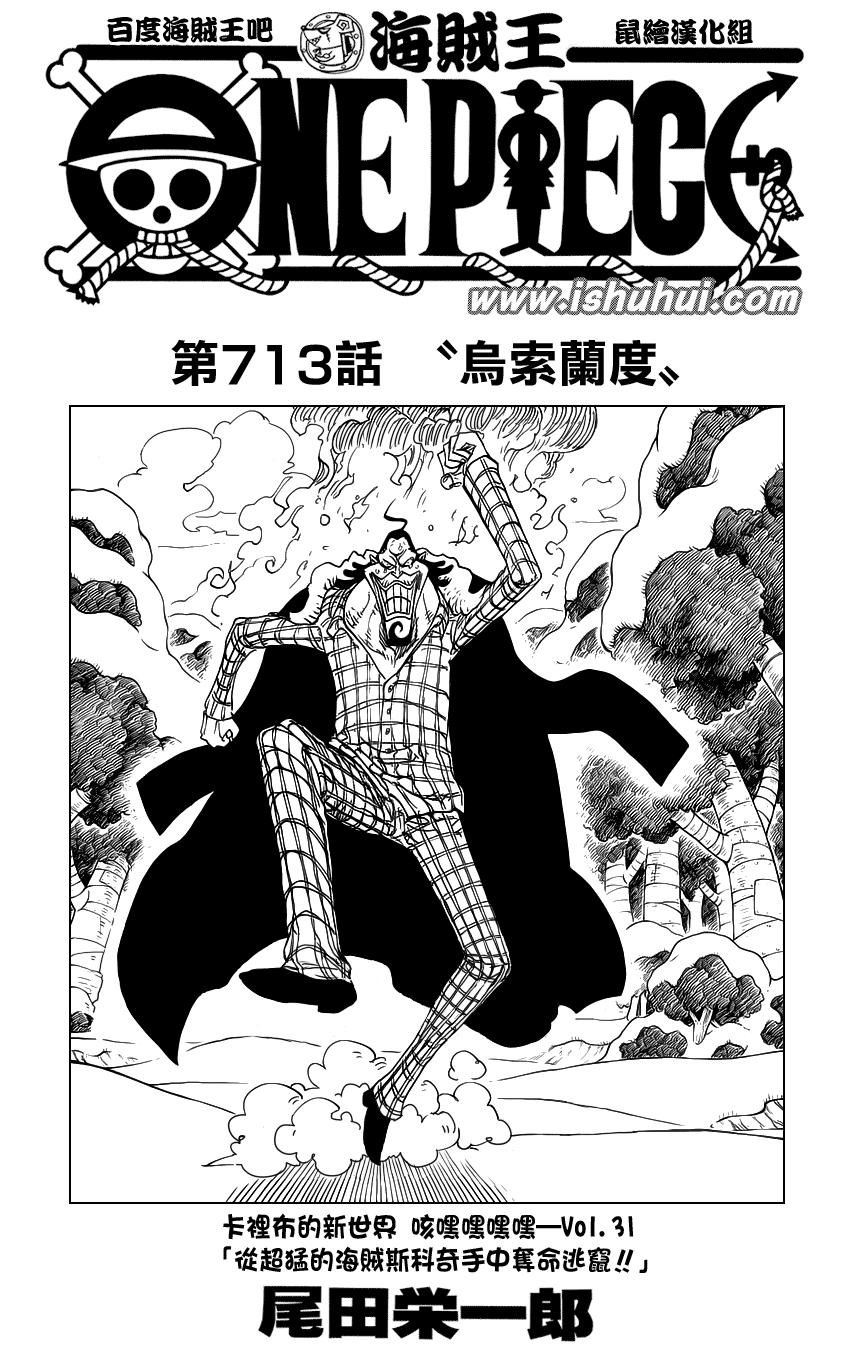 百度海賊王吧
海賊王
鼠繪漢化組
ONE PIECE
www.ishuhui.com
第713話 〝烏索蘭度〟
卡裡布的新世界 咳嘿嘿嘿嘿—Vol.31
「從超猛的海賊斯科奇手中奪命逃竄!!」
尾田栄一郎